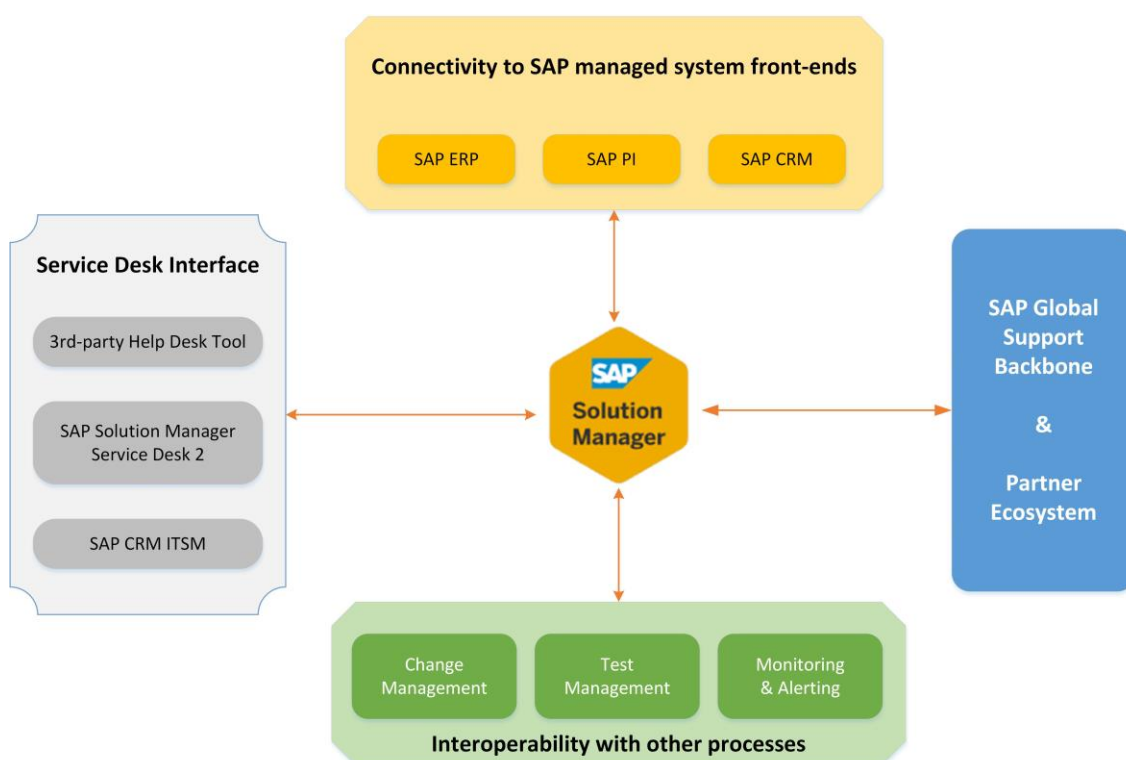 Connectivity to SAP managed system front-ends
SAP ERP
SAP PI
SAP CRM
Service Desk Interface
3rd-party Help Desk Tool
SAP Solution Manager
Service Desk 2
SAP CRM ITSM
SAP
Solution
Manager
SAP Global
Support
Backbone
&
Partner
Ecosystem
Change
Management
Test
Management
Monitoring
& Alerting
Interoperability with other processes